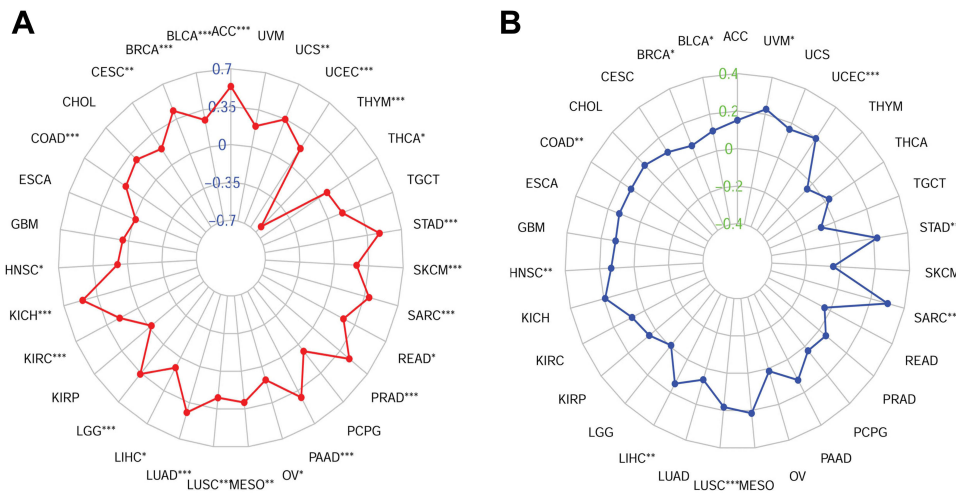 A
ACC***
UVM
UCS**
UCEC***
THYM***
THCA*
TGCT
STAD***
SKCM***
SARC***
READ*
PRAD***
PCPG
PAAD***
OV*
MESO**
LUSC**
LUAD***
LIHC*
LGG***
KIRP
KIRC***
KICH***
HNSC*
GBM
ESCA
COAD***
CHOL
CESC**
BRCA***
BLCA***
0.7
0.35
0
−0.35
−0.7
B
ACC
UVM*
UCS
UCEC***
THYM
THCA
TGCT
STAD**
SKCM
SARC**
READ
PRAD
PCPG
PAAD
OV
MESO
LUSC***
LUAD
LIHC**
LGG
KIRP
KIRC
KICH
HNSC**
GBM
ESCA
COAD**
CHOL
CESC
BRCA*
BLCA*
0.4
0.2
0
−0.2
−0.4